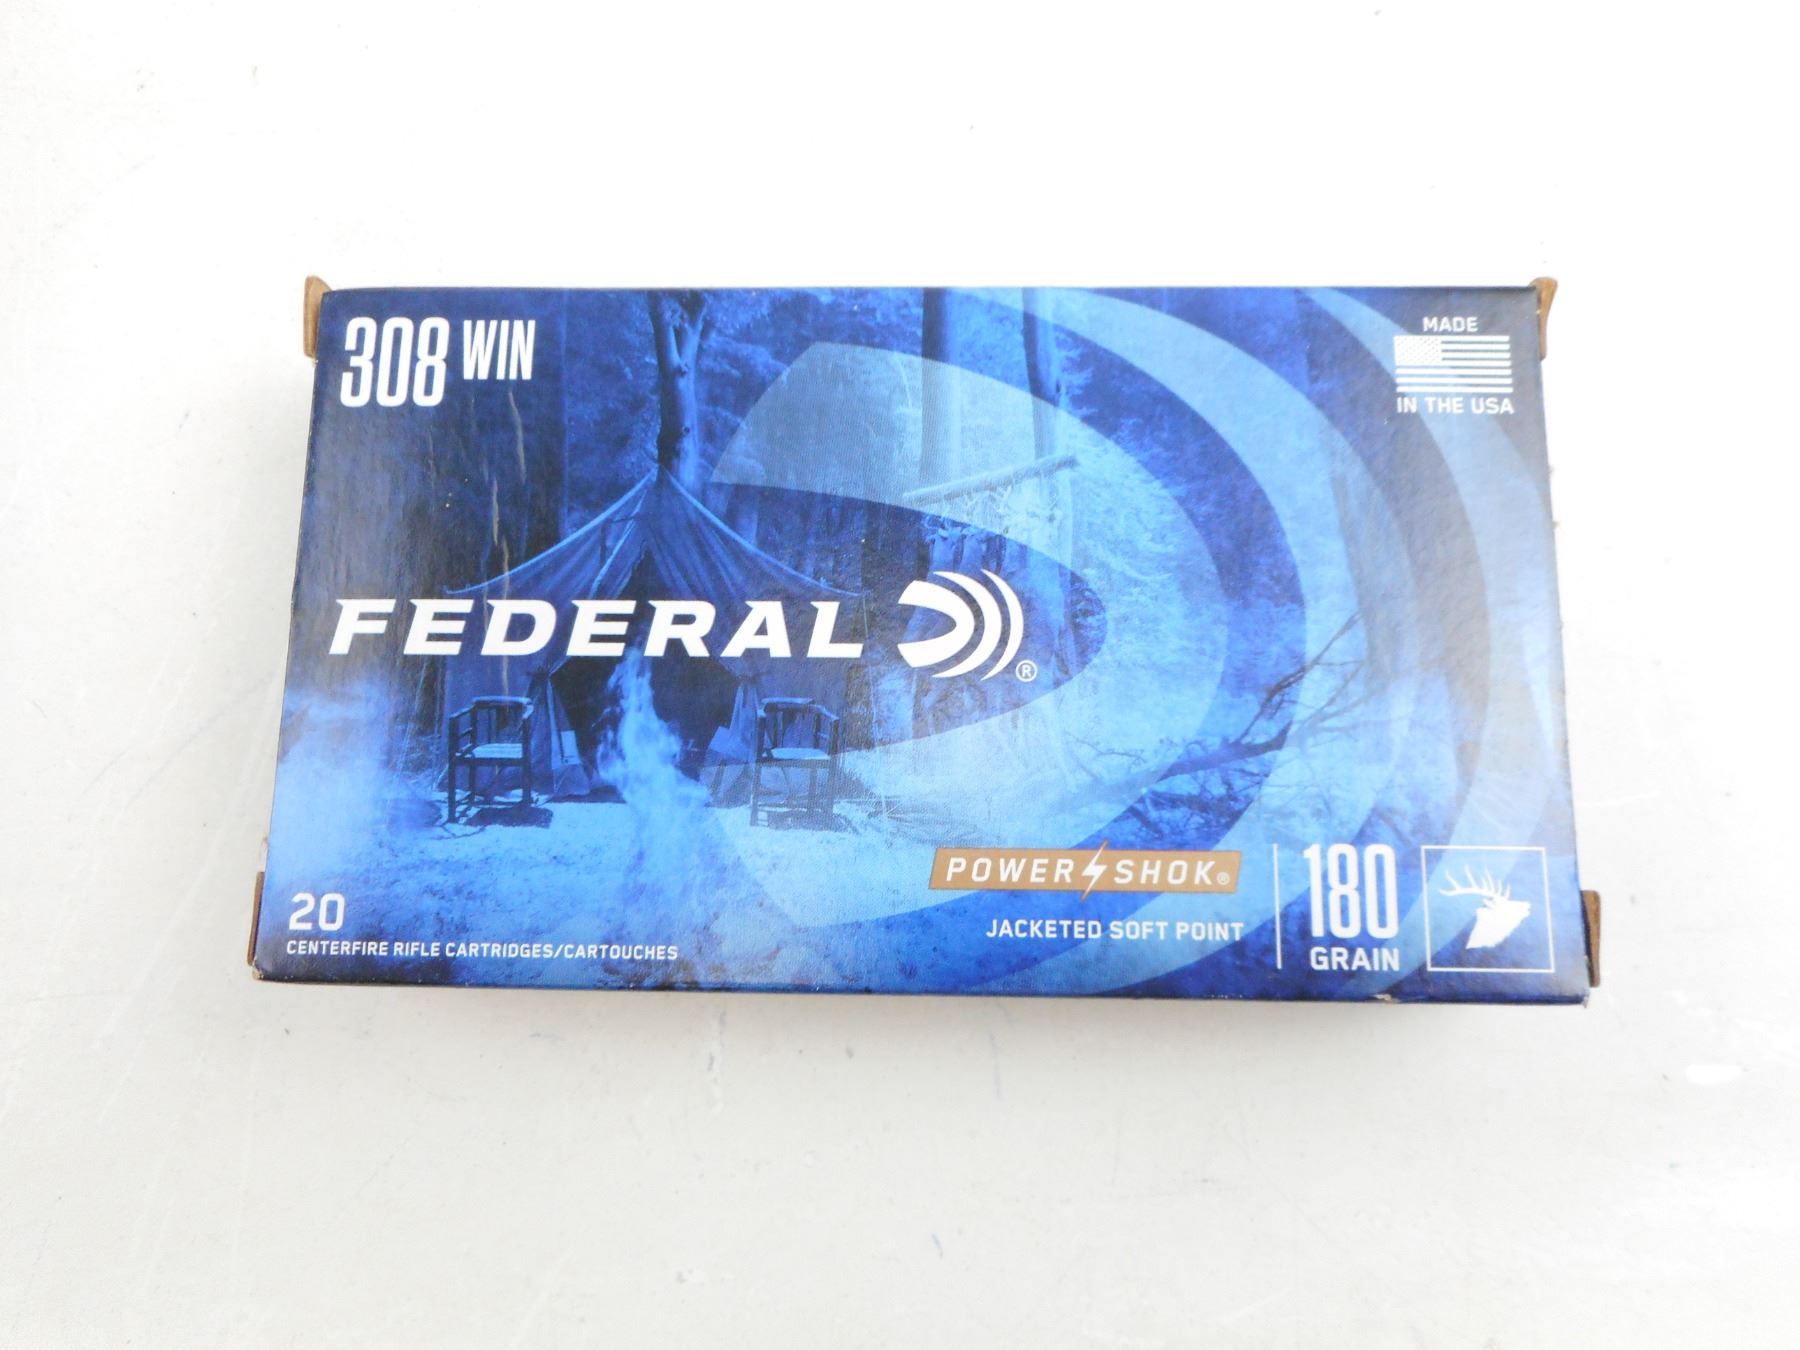 308 WIN
MADE
IN THE USA
FEDERAL ®
POWER SHOK®
JACKETED SOFT POINT
180
GRAIN
20
CENTERFIRE RIFLE CARTRIDGES/CARTOUCHES